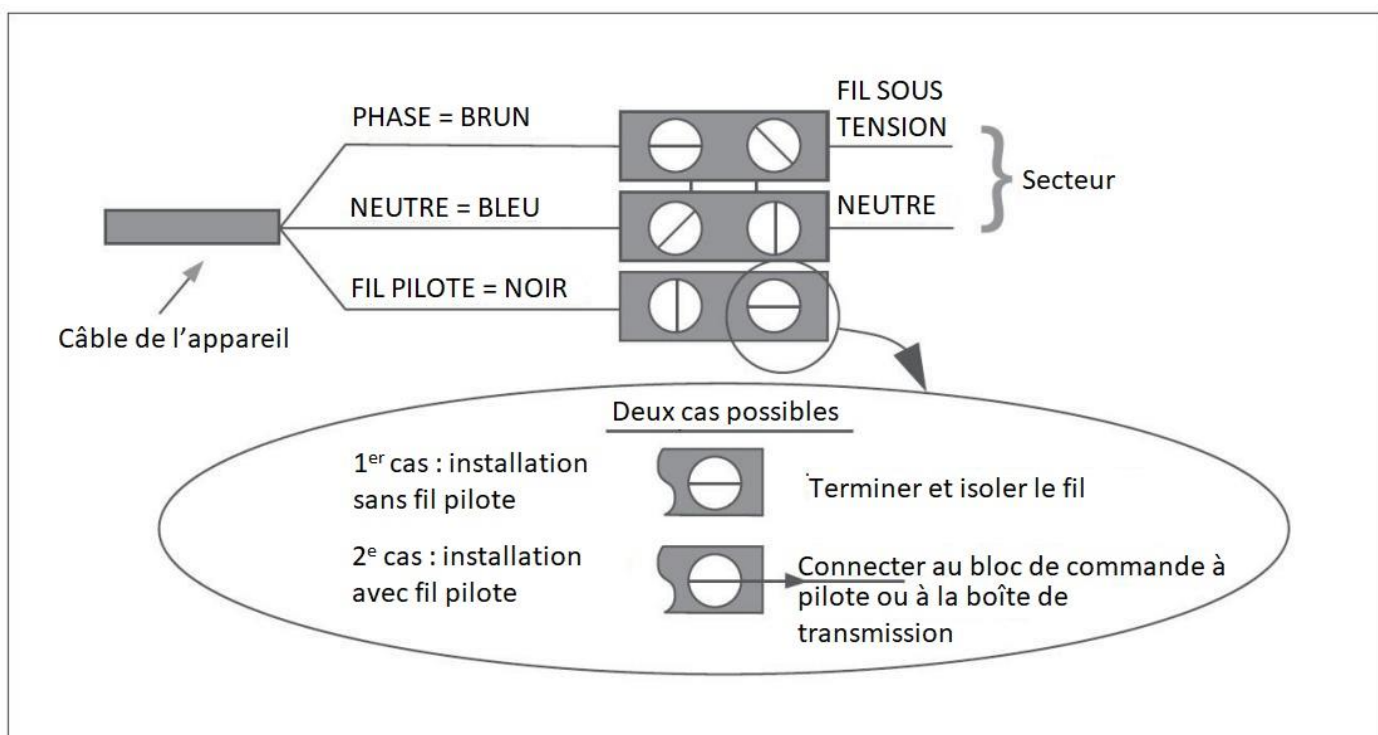 PHASE = BRUN
FIL SOUS
TENSION
Secteur
NEUTRE = BLEU
NEUTRE
FIL PILOTE = NOIR
Câble de l’appareil
Deux cas possibles
1er cas : installation
sans fil pilote
Terminer et isoler le fil
2e cas : installation
avec fil pilote
Connecter au bloc de commande à
pilote ou à la boîte de
transmission